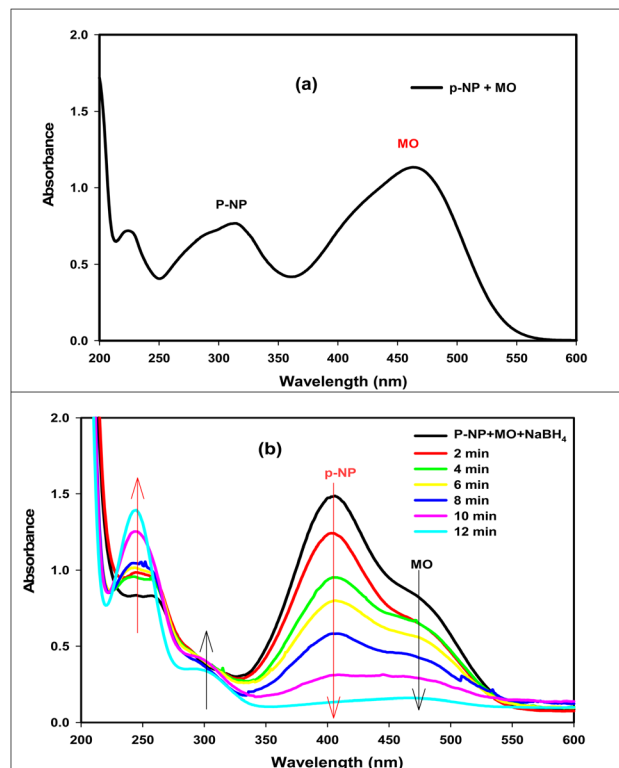 (a)
p-NP + MO
MO
P-NP
Absorbance
2.0
1.5
1.0
0.5
0.0
200 250 300 350 400 450 500 550 600
Wavelength (nm)
(b)
P-NP+MO+NaBH₄
2 min
4 min
6 min
8 min
10 min
12 min
p-NP
MO
Absorbance
2.0
1.5
1.0
0.5
0.0
200 250 300 350 400 450 500 550 600
Wavelength (nm)